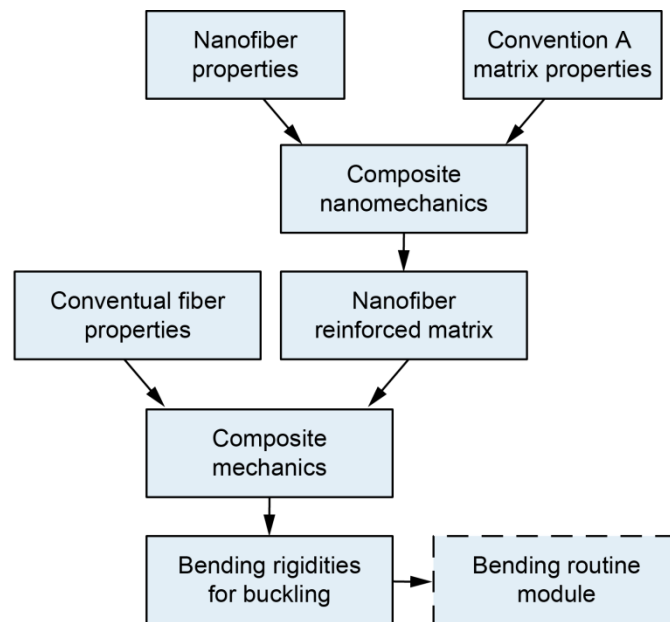 Nanofiber
properties
Convention A
matrix properties
Composite
nanomechanics
Conventual fiber
properties
Nanofiber
reinforced matrix
Composite
mechanics
Bending rigidities
for buckling
Bending routine
module